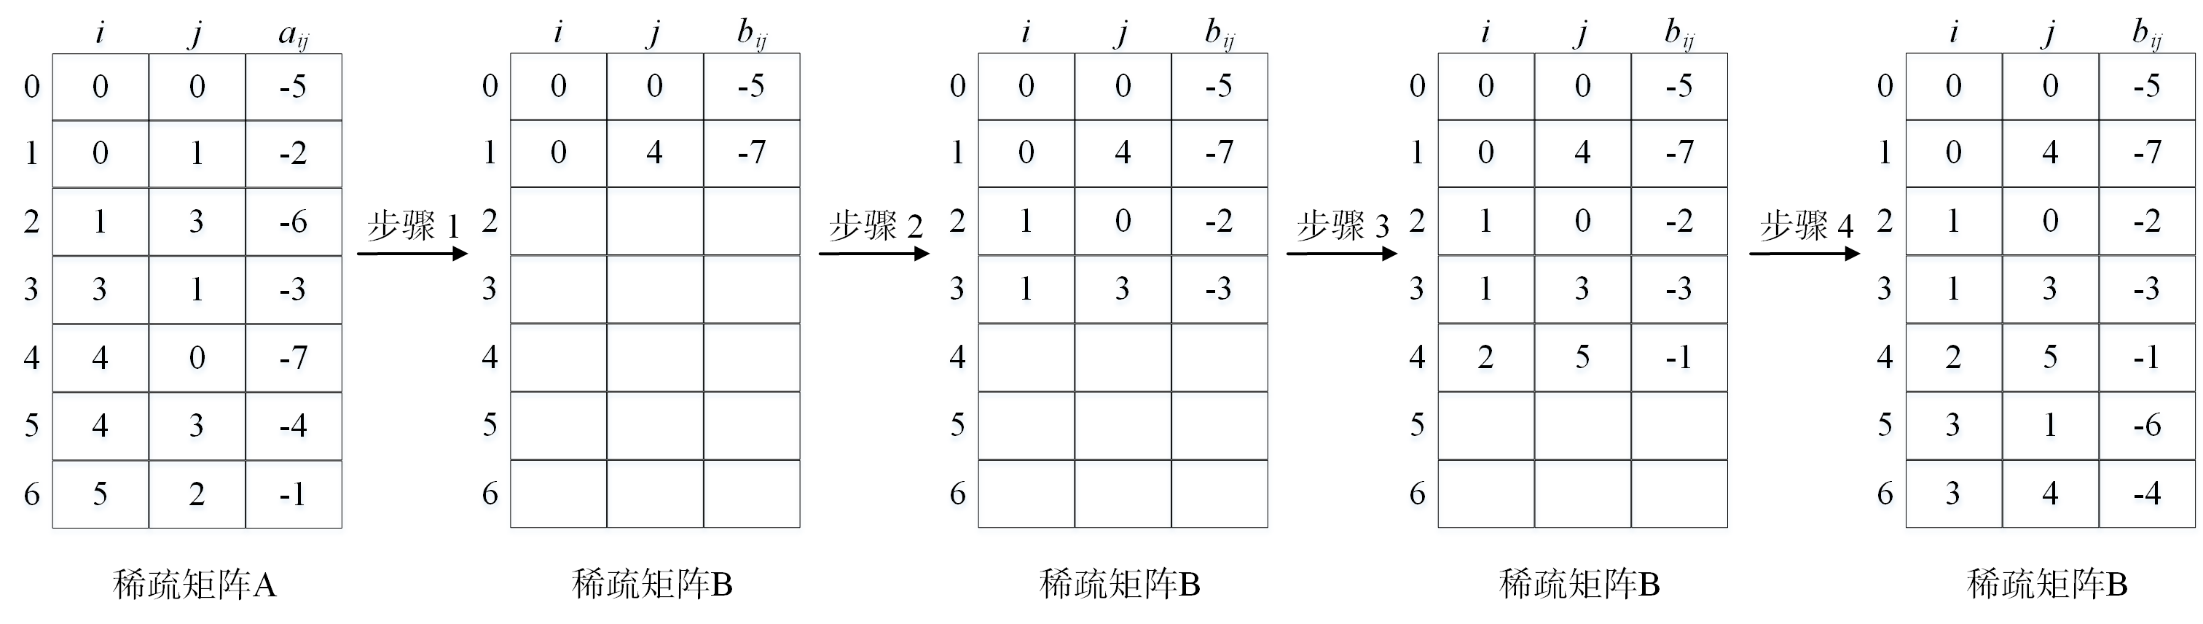 i j aij i j bij i j bij i j bij i j bij
0 0 0 -5 0 0 0 -5 0 0 0 -5 0 0 0 -5 0 0 0 -5
1 0 1 -2 1 0 4 -7 1 0 4 -7 1 0 4 -7 1 0 4 -7
2 1 3 -6 步骤 1 2 步骤 2 2 1 0 -2 步骤 3 2 1 0 -2 步骤 4 2 1 0 -2
3 3 1 -3 3 3 1 3 -3 3 1 3 -3 3 1 3 -3
4 4 0 -7 4 4 4 2 5 -1 4 2 5 -1
5 4 3 -4 5 5 5 5 3 1 -6
6 5 2 -1 6 6 6 6 3 4 -4
稀疏矩阵A 稀疏矩阵B 稀疏矩阵B 稀疏矩阵B 稀疏矩阵B